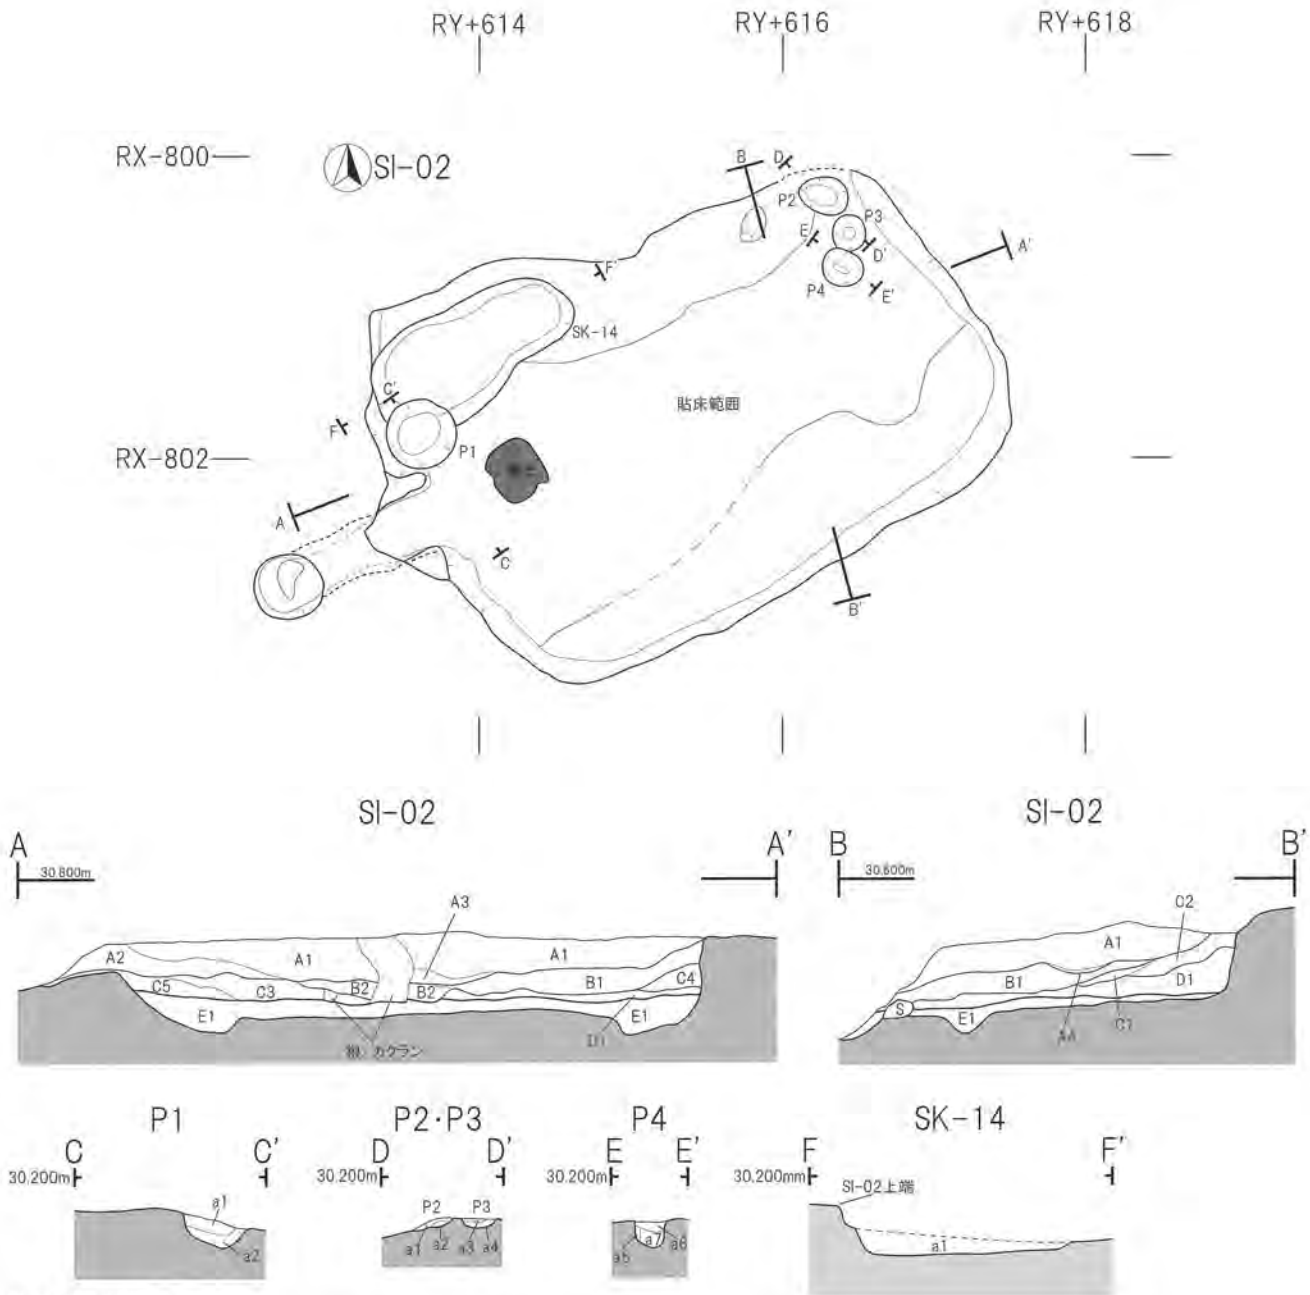 RY+614
RY+616
RY+618
RX-800
SI-02
B
D
P2
P3
E
D'
A'
P4
E'
F'
SK-14
C'
貼床範囲
F
P1
RX-802
A
C
B'
SI-02
SI-02
A
A'
B
B'
30.800m
30.800m
A3
C2
A2
A1
A1
A1
C5
C3
B2
B2
B1
C4
B1
D1
E1
E1
S
E1
C1
A4
D1
カクラン
P1
P2・P3
P4
SK-14
C
C'
D
D'
E
E'
F
F'
30.200m
30.200m
30.200m
30.200mm
SI-02上端
a1
a2
P2
P3
a1
a2
a3
a4
a5
a7
a6
a1